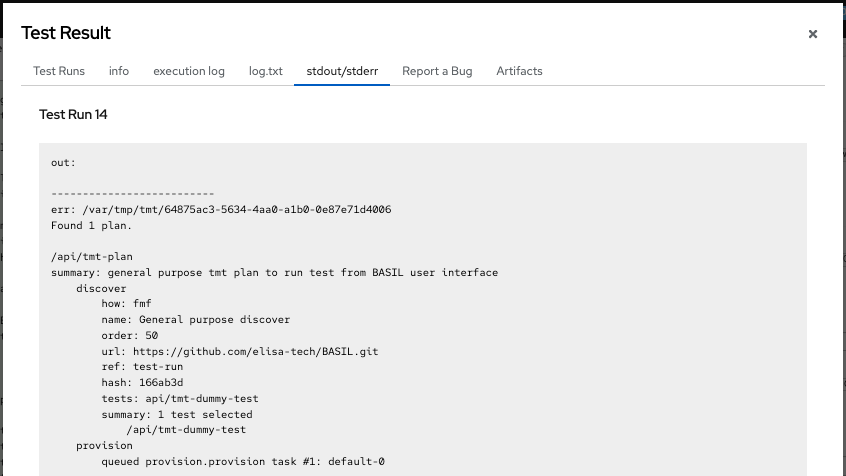 Test Result
Test Runs info execution log log.txt stdout/stderr Report a Bug Artifacts
Test Run 14
out:
--------------------------
err: /var/tmp/tmt/64875ac3-5634-4aa0-a1b0-0e87e71d4006
Found 1 plan.
/api/tmt-plan
summary: general purpose tmt plan to run test from BASIL user interface
    discover
        how: fmf
        name: General purpose discover
        order: 50
        url: https://github.com/elisa-tech/BASIL.git
        ref: test-run
        hash: 166ab3d
        tests: api/tmt-dummy-test
        summary: 1 test selected
            /api/tmt-dummy-test
    provision
        queued provision.provision task #1: default-0